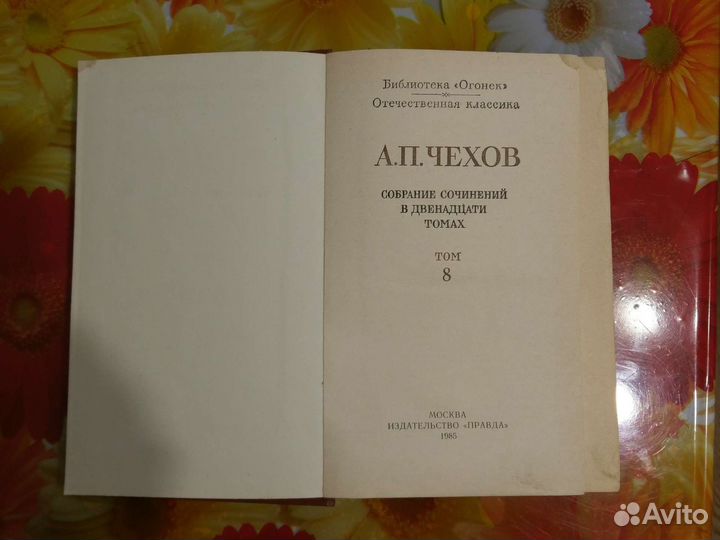 Библиотека «Огонек»
Отечественная классика
А.П.ЧЕХОВ
СОБРАНИЕ СОЧИНЕНИЙ
В ДВЕНАДЦАТИ
ТОМАХ
ТОМ
8
МОСКВА
ИЗДАТЕЛЬСТВО «ПРАВДА»
1985
Avito